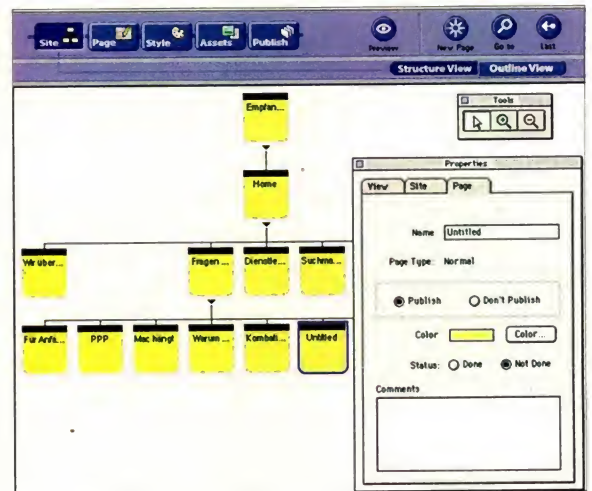 Site Page Style Assets Publish Preview New Page Go to Last
Structure View Outline View
Empfan...
Tools
Home
Properties
View Site Page
Name Untitled
Page Type: Normal
Wir über... Fragen ... Dienstle... Suchma...
Publish Don't Publish
Color Color...
Für Anfä... PPP Mac hängt Warum ... Kombati... Untitled
Status: Done Not Done
Comments